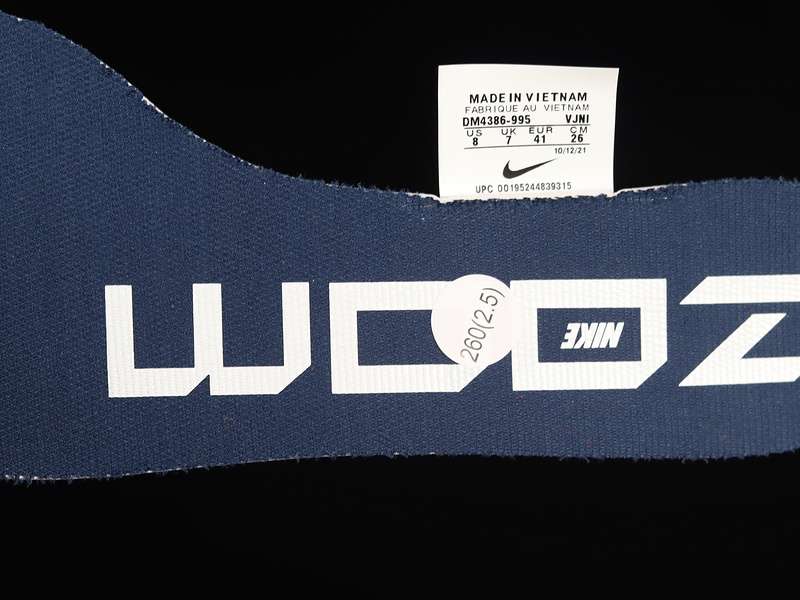 MADE IN VIETNAM
FABRIQUE AU VIETNAM
DM4386-995 VJNI
US UK EUR CM
8 7 41 26
10/12/21
UPC 00195244839315
ZOOM
260(2.5)
NIKE